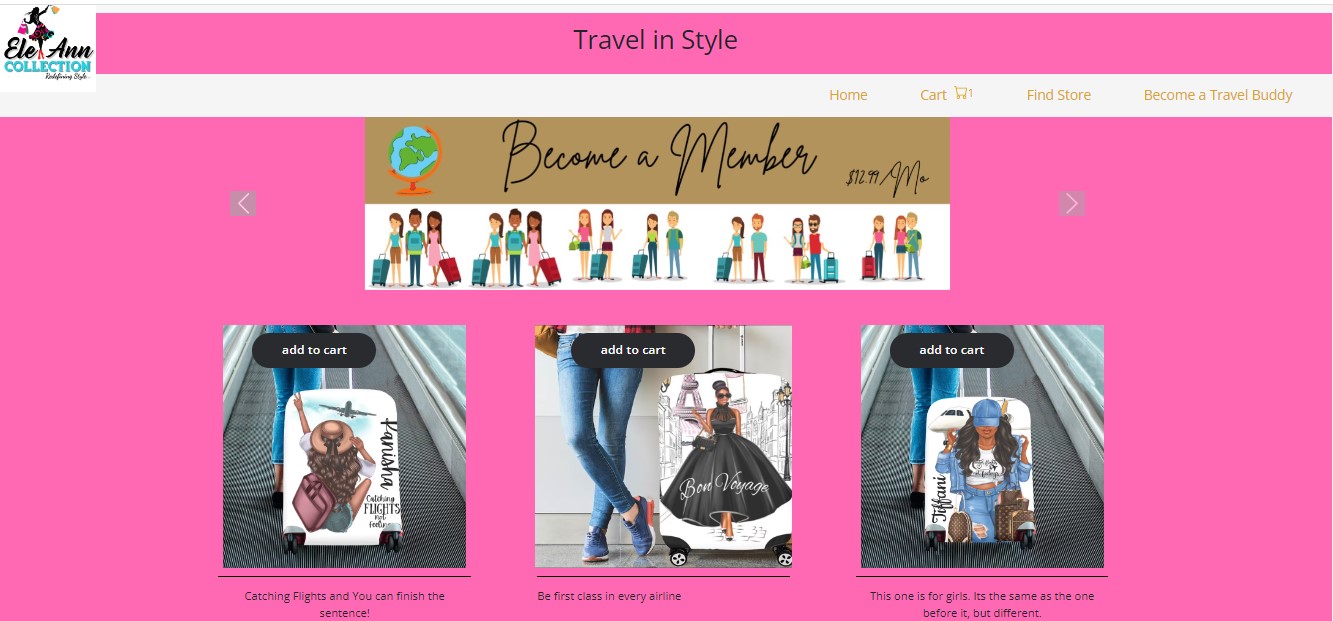 Ele Ann
COLLECTION
Redefining Style...
Travel in Style
Home
Cart 1
Find Store
Become a Travel Buddy
Become a Member
$12.99/Mo
add to cart
add to cart
add to cart
Kanisha
Catching
FLIGHTS
not
feelings
Bon Voyage
Tiffani
Catching Flights and You can finish the
sentence!
Be first class in every airline
This one is for girls. Its the same as the one
before it, but different.